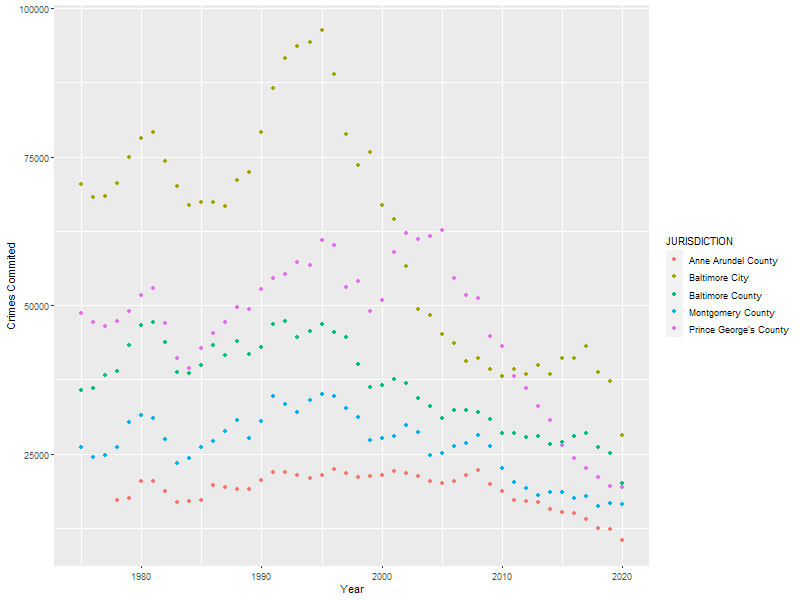 100000
75000
50000
25000
Crimes Commited
1980
1990
2000
2010
2020
Year
JURISDICTION
Anne Arundel County
Baltimore City
Baltimore County
Montgomery County
Prince George's County